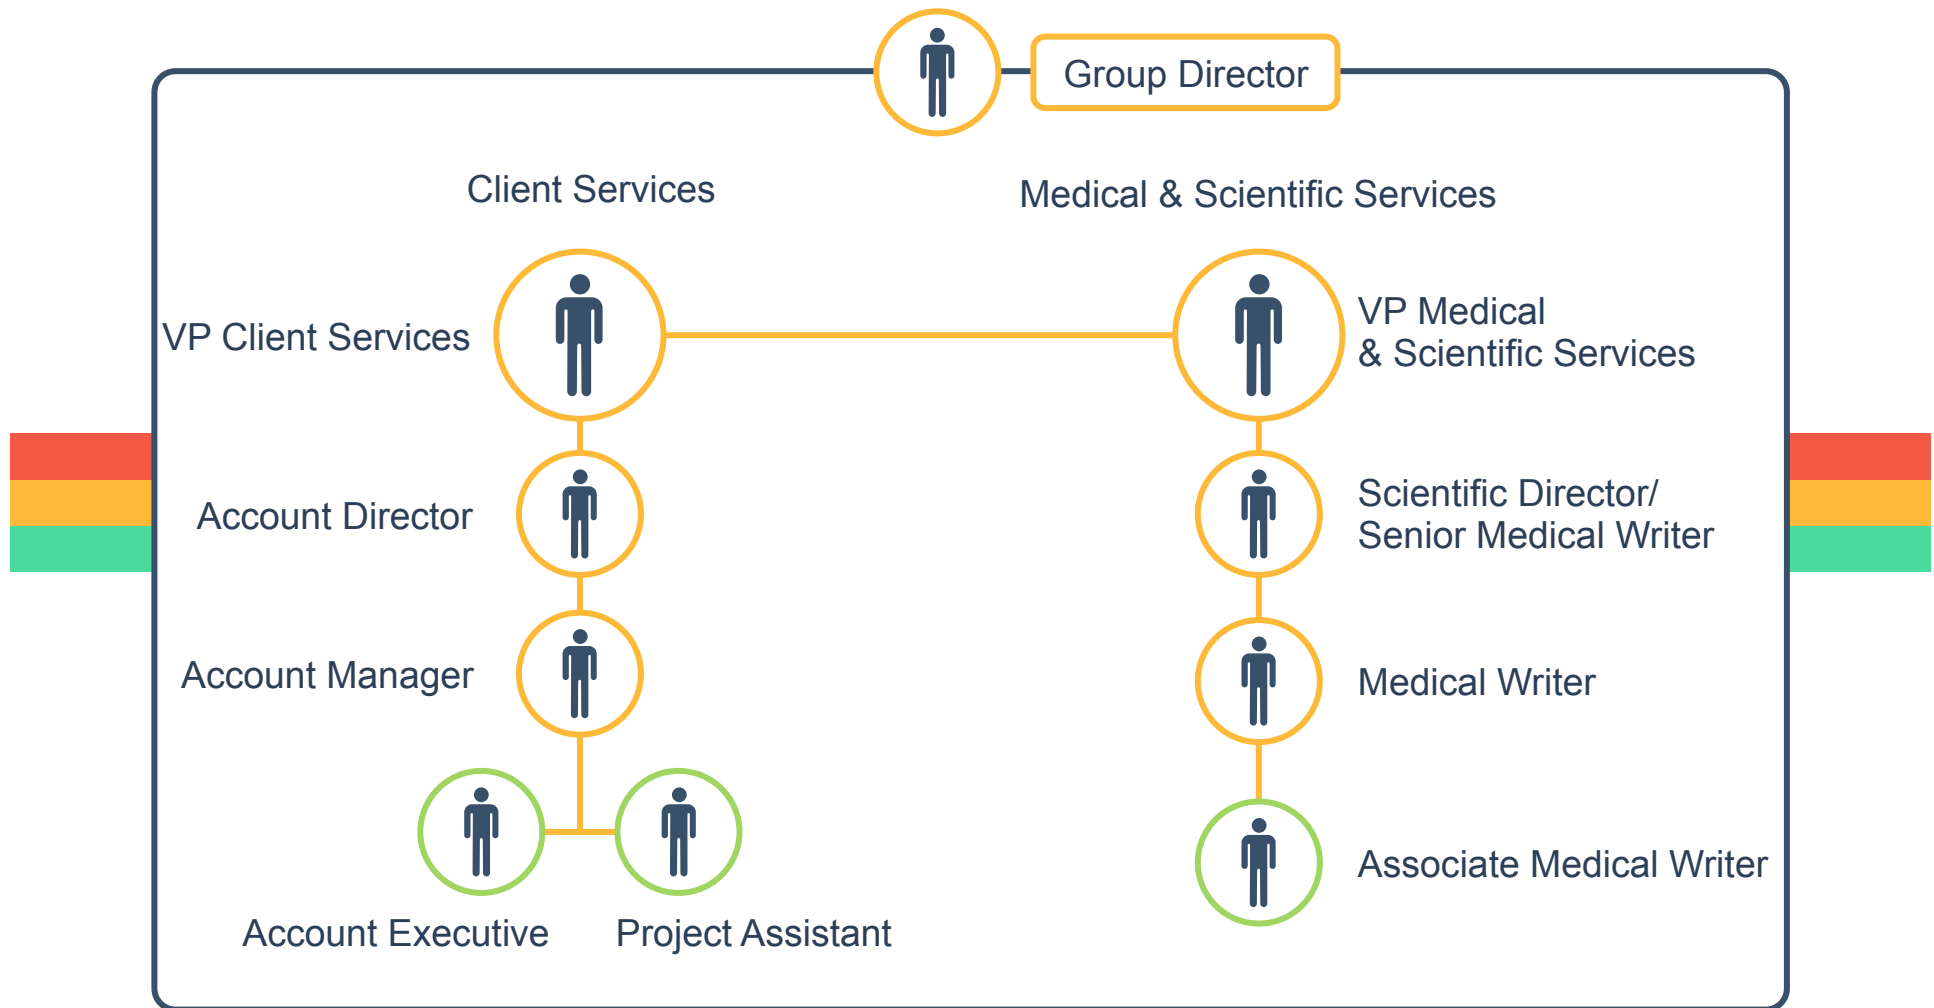 Group Director
Client Services
Medical & Scientific Services
VP Client Services
VP Medical
& Scientific Services
Account Director
Scientific Director/
Senior Medical Writer
Account Manager
Medical Writer
Associate Medical Writer
Account Executive
Project Assistant